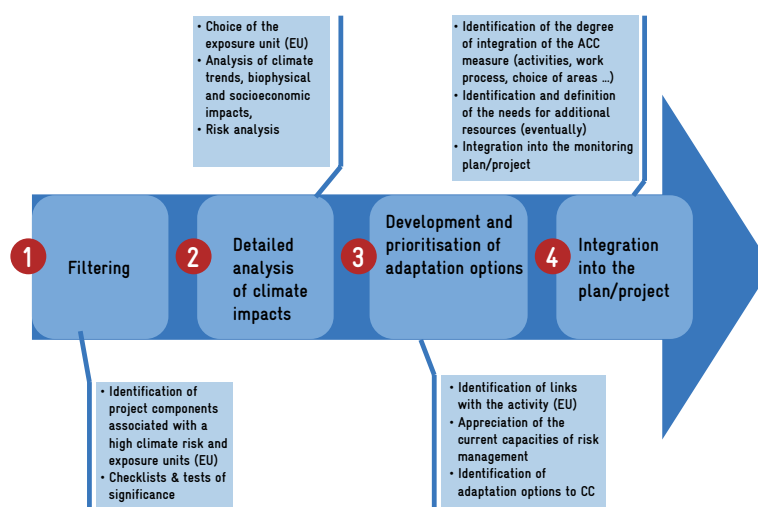 • Choice of the
exposure unit (EU)
• Analysis of climate
trends, biophysical
and socioeconomic
impacts,
• Risk analysis
• Identification of the degree
of integration of the ACC
measure (activities, work
process, choice of areas ...)
• Identification and definition
of the needs for additional
resources (eventually)
• Integration into the monitoring
plan/project
1
Filtering
2
Detailed
analysis
of climate
impacts
3
Development and
prioritisation of
adaptation options
4
Integration
into the
plan/project
• Identification of
project components
associated with a
high climate risk and
exposure units (EU)
• Checklists & tests of
significance
• Identification of links
with the activity (EU)
• Appreciation of the
current capacities of risk
management
• Identification of
adaptation options to CC